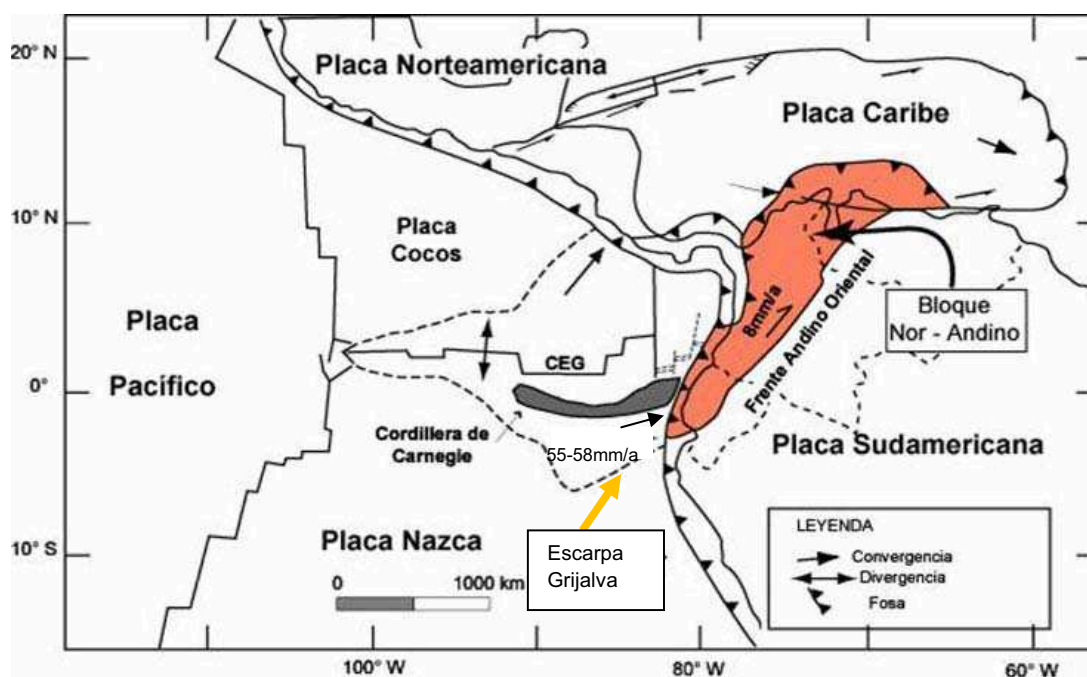 20° N
Placa Norteamericana
Placa Caribe
10° N
Placa
Cocos
Placa
Pacífico
0°
CEG
8mm/a
Frente Andino Oriental
Bloque
Nor - Andino
Cordillera de
Carnegie
55-58mm/a
Placa Sudamericana
10° S
Placa Nazca
0
1000 km
Escarpa
Grijalva
LEYENDA
Convergencia
Divergencia
Fosa
100° W
80° W
60° W